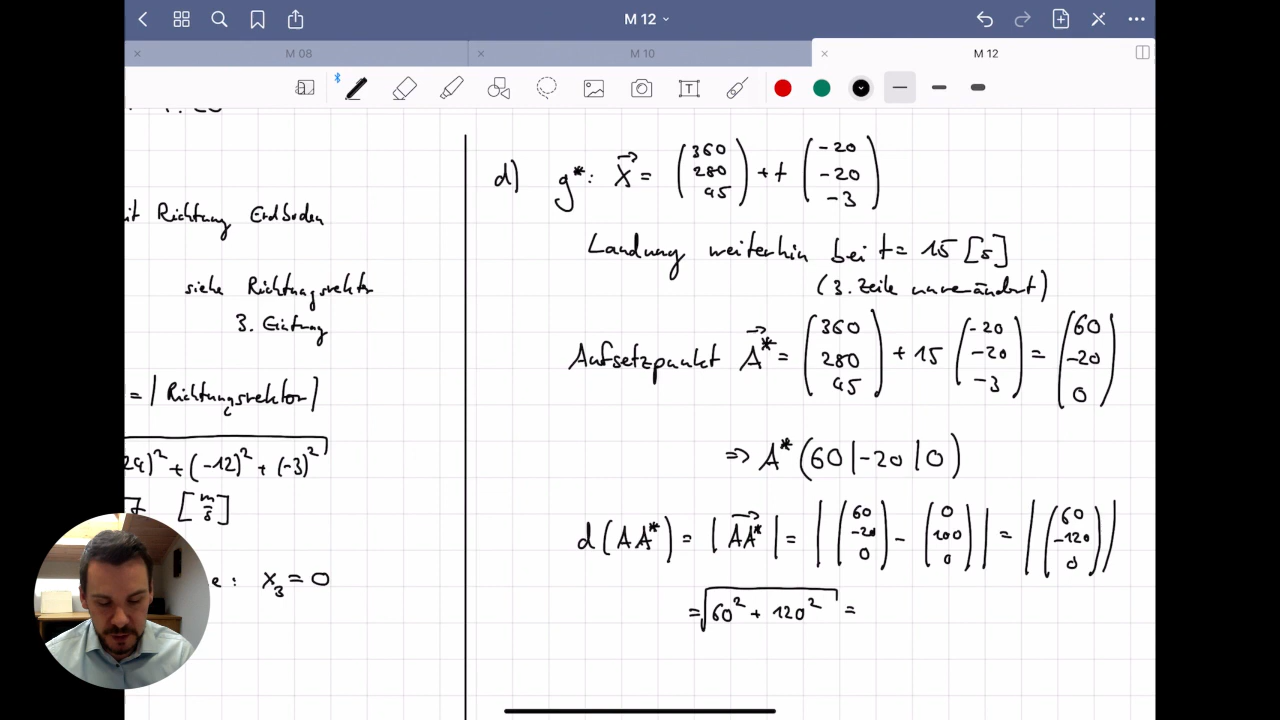 M 12
M 08
M 10
M 12
it Richtung Erdboden
siehe Richtungsvektor
3. Eintrag
= |Richtungsvektor|
24)² + (-12)² + (-3)²
[m/s]
e: x₃ = 0
d) g*: X⃗ = (360 280 45) + t (-20 -20 -3)
Landung weiterhin bei t = 15 [s]
(3. Zeile unverändert)
Aufsetzpunkt A⃗* = (360 280 45) + 15 (-20 -20 -3) = (60 -20 0)
⇒ A* (60 | -20 | 0)
d(AA*) = |AA⃗*| = |(60 -20 0) - (0 100 0)| = |(60 -120 0)|
= √60² + 120² =